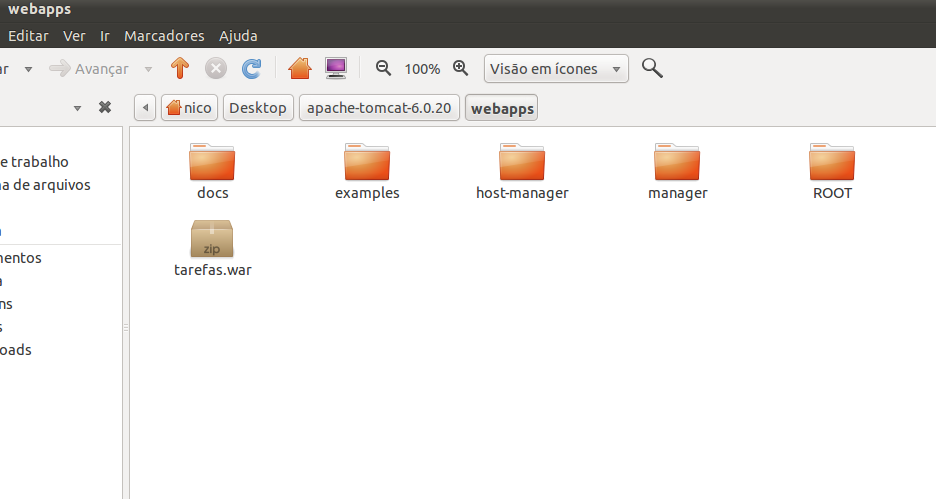 webapps
Editar Ver Ir Marcadores Ajuda
ar Avançar 100% Visão em ícones
nico Desktop apache-tomcat-6.0.20 webapps
e trabalho
a de arquivos
mentos
a
ns
s
oads
docs examples host-manager manager ROOT
zip
tarefas.war